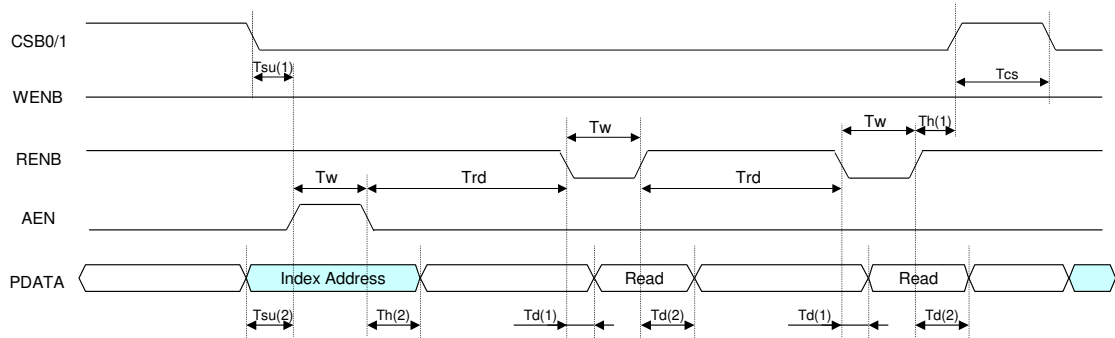 CSB0/1
Tsu(1)
Tcs
WENB
Tw
Tw
Th(1)
RENB
Tw
Trd
Trd
AEN
PDATA
Index Address
Read
Read
Tsu(2)
Th(2)
Td(1)
Td(2)
Td(1)
Td(2)